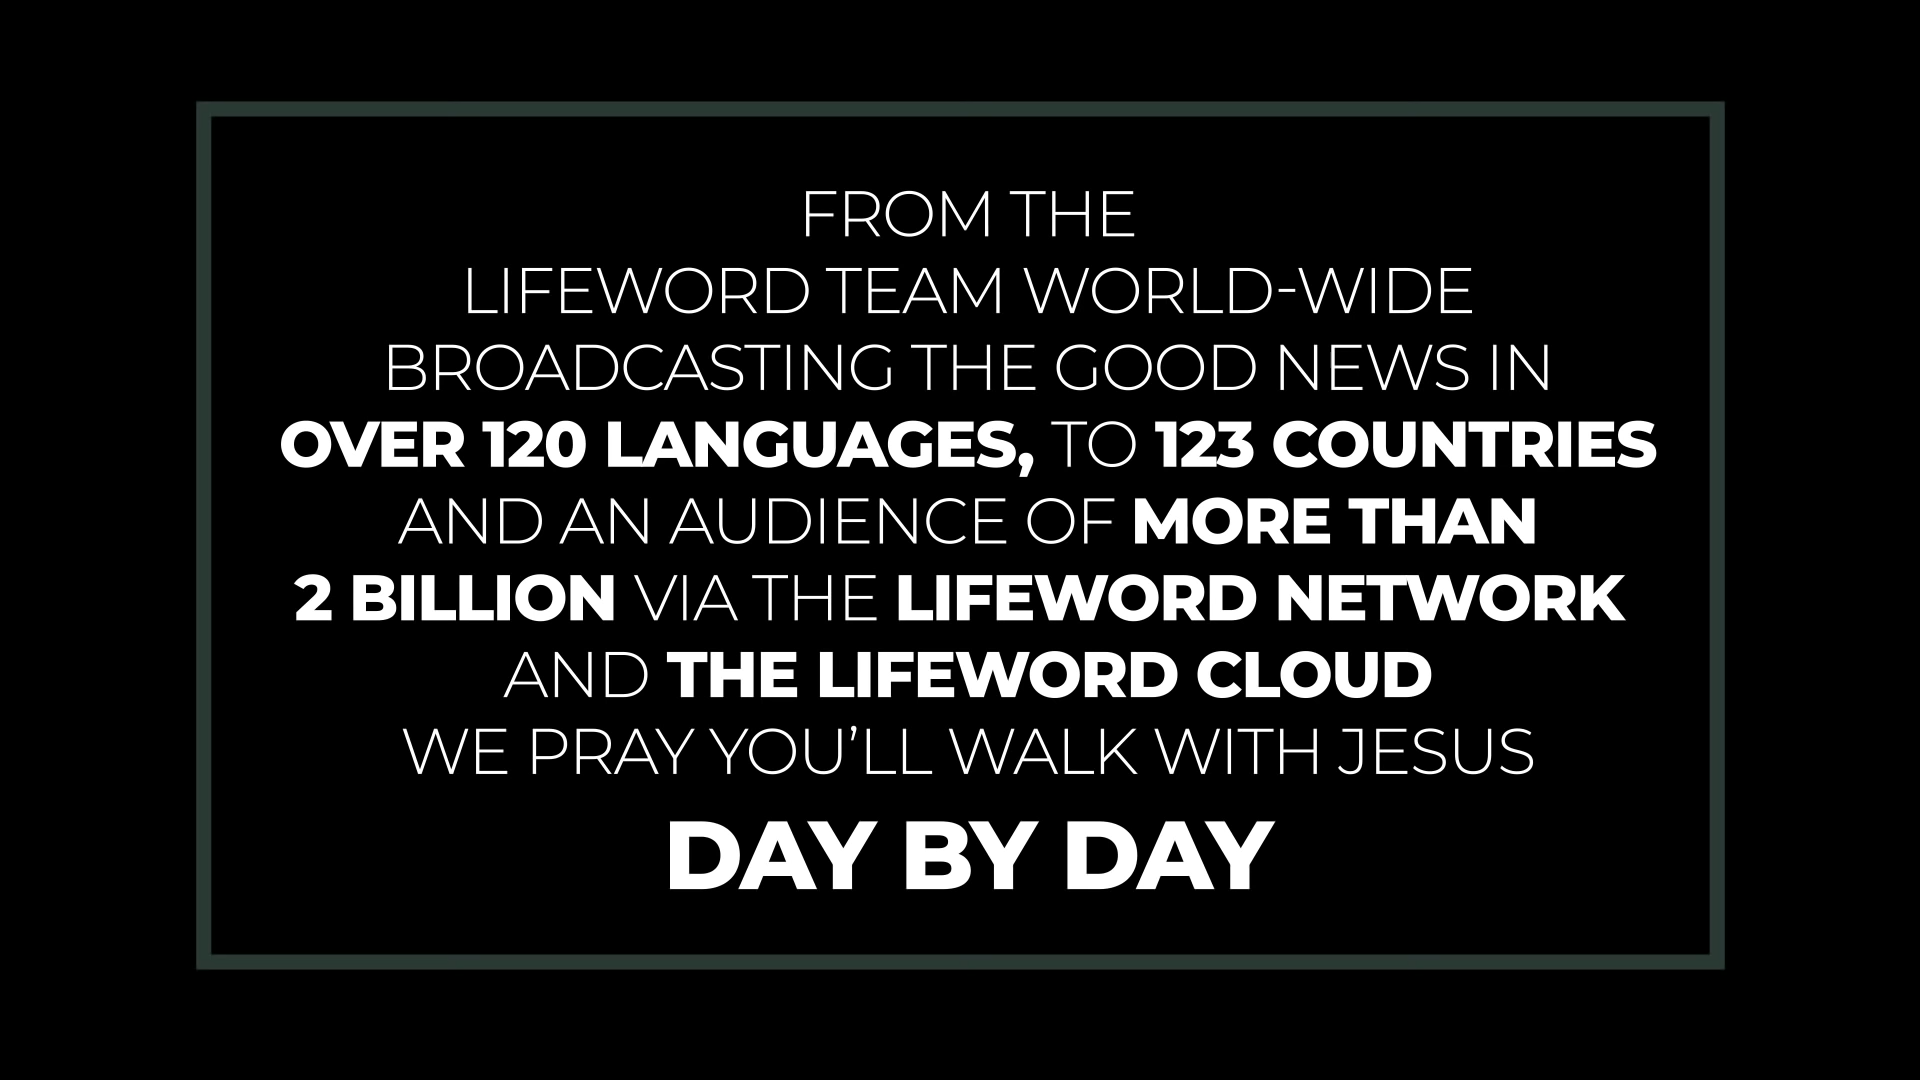 FROM THE
LIFEWORD TEAM WORLD-WIDE
BROADCASTING THE GOOD NEWS IN
OVER 120 LANGUAGES, TO 123 COUNTRIES
AND AN AUDIENCE OF MORE THAN
2 BILLION VIA THE LIFEWORD NETWORK
AND THE LIFEWORD CLOUD
WE PRAY YOU’LL WALK WITH JESUS
DAY BY DAY